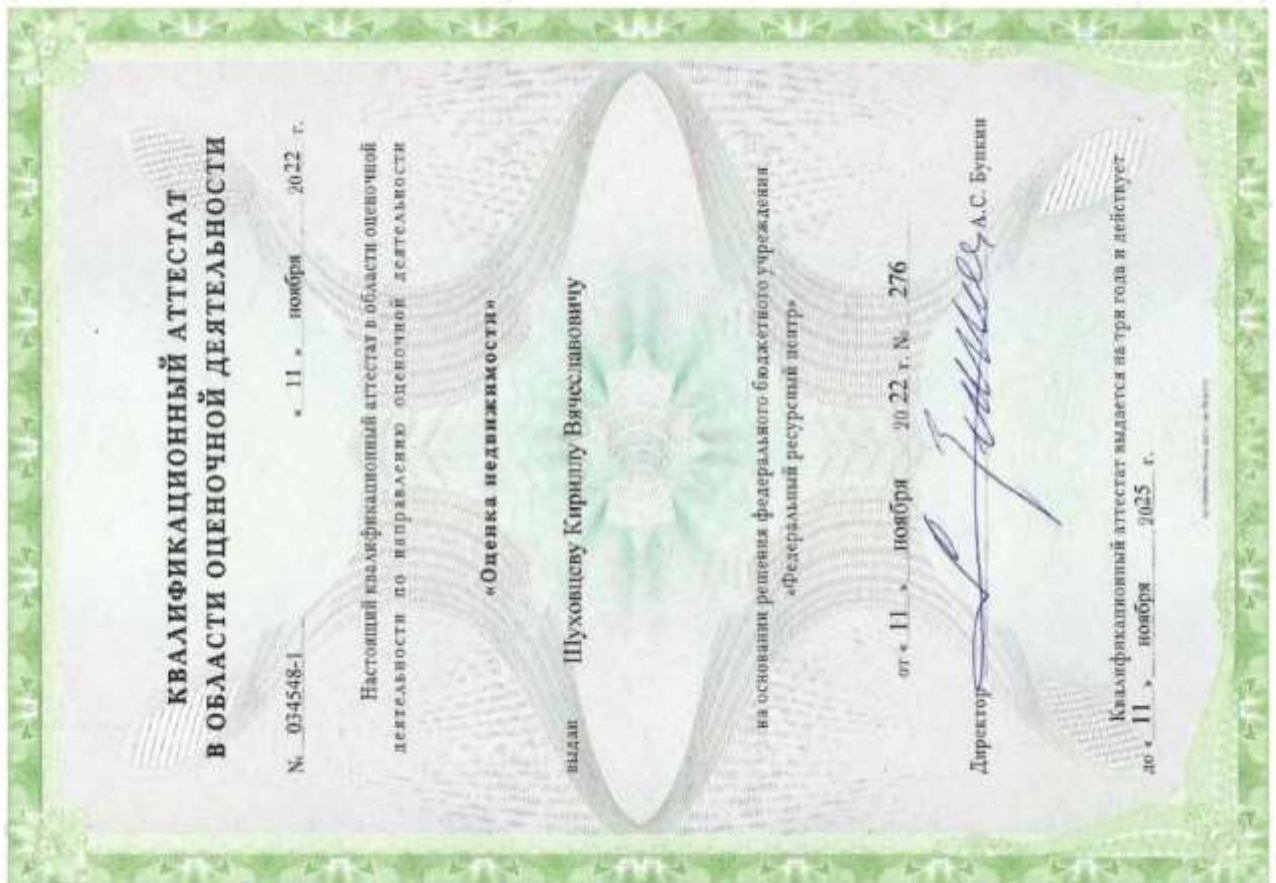 КВАЛИФИКАЦИОННЫЙ АТТЕСТАТ
В ОБЛАСТИ ОЦЕНОЧНОЙ ДЕЯТЕЛЬНОСТИ
№ 034548-1 « 11 » ноября 2022 г.
Настоящий квалификационный аттестат в области оценочной
деятельности по направлению оценочной деятельности
«Оценка недвижимости»
выдан Шуховцеву Кириллу Вячеславовичу
на основании решения федерального бюджетного учреждения
«Федеральный ресурсный центр»
от « 11 » ноября 20 22 г. № 276
Директор А.С. Бункин
Квалификационный аттестат выдается на три года и действует
до « 11 » ноября 2025 г.